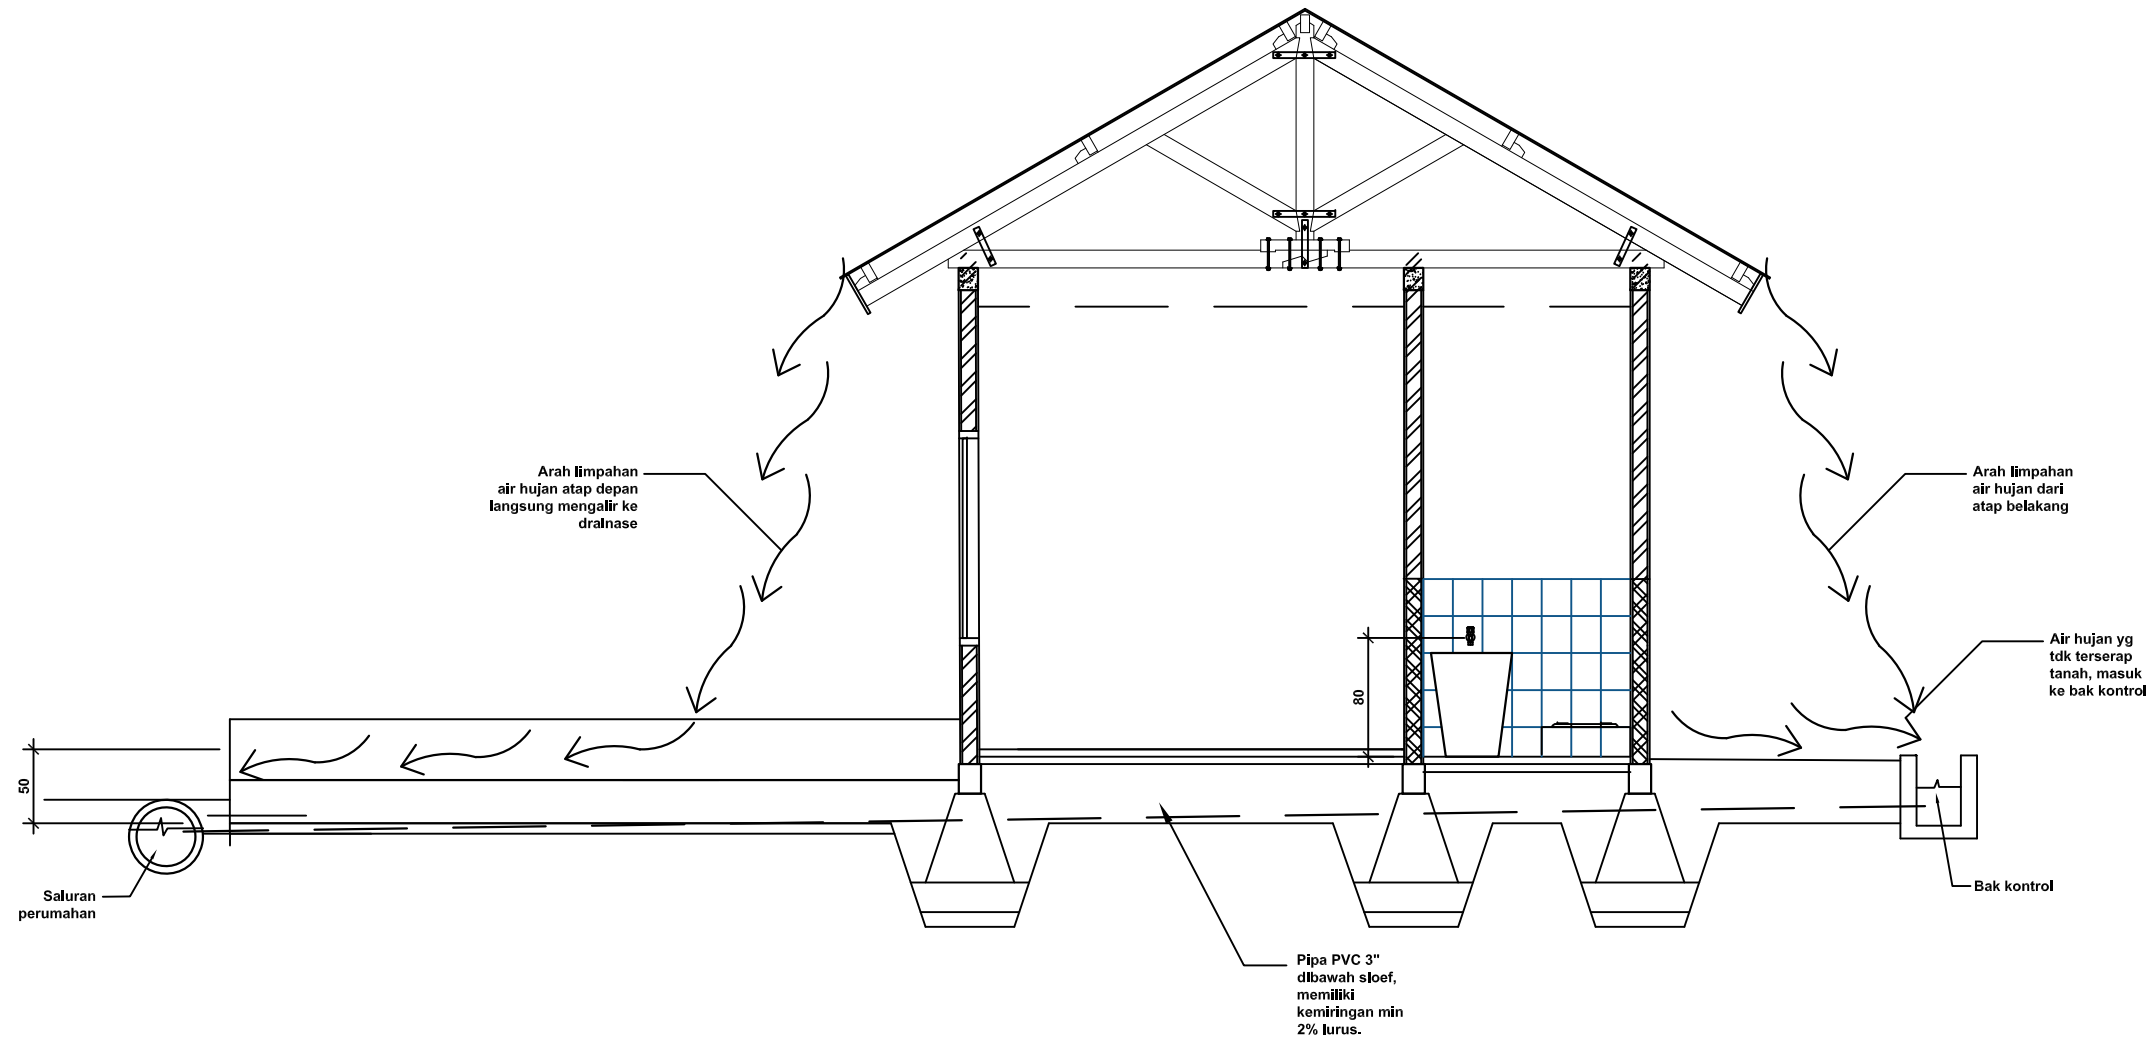 Arah limpahan
air hujan atap depan
langsung mengalir ke
drainase
Arah limpahan
air hujan dari
atap belakang
Air hujan yg
tdk terserap
tanah, masuk
ke bak kontrol
80
50
Saluran
perumahan
Bak kontrol
Pipa PVC 3"
dibawah sloef,
memiliki
kemiringan min
2% lurus.